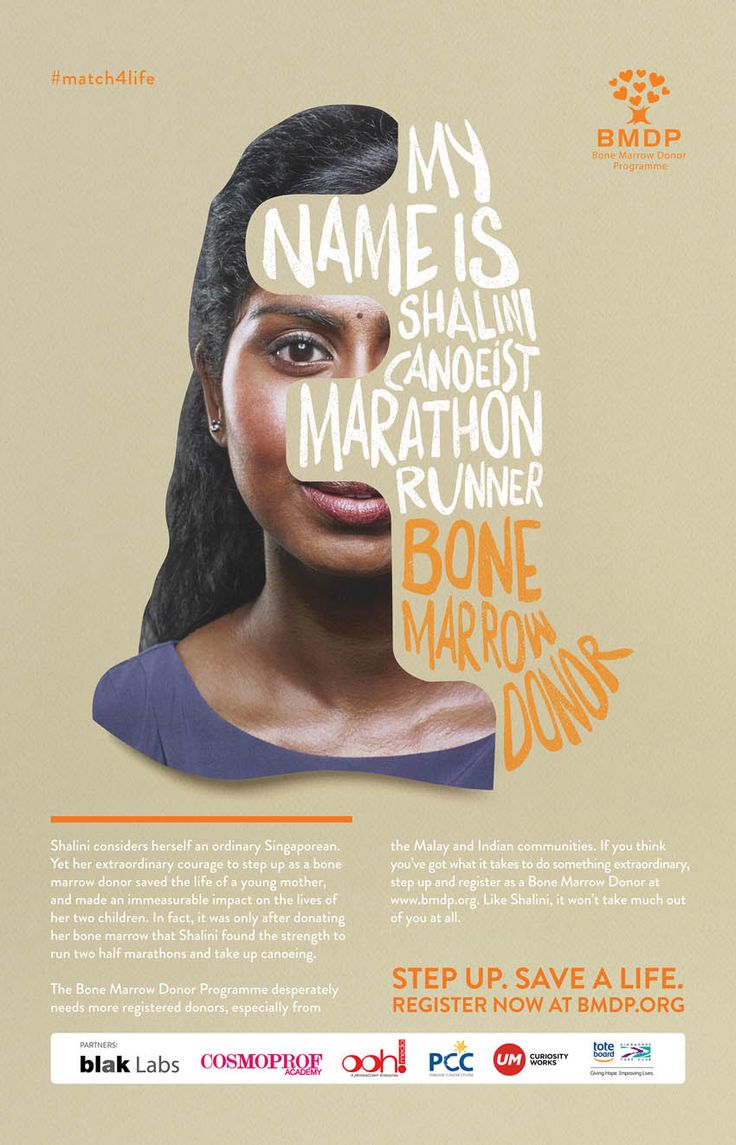 #match4life
BMDP
Bone Marrow Donor
Programme
MY
NAME IS
SHALINI
CANOEIST
MARATHON
RUNNER
BONE
MARROW
DONOR
Shalini considers herself an ordinary Singaporean.
Yet her extraordinary courage to step up as a bone
marrow donor saved the life of a young mother,
and made an immeasurable impact on the lives of
her two children. In fact, it was only after donating
her bone marrow that Shalini found the strength to
run two half marathons and take up canoeing.
The Bone Marrow Donor Programme desperately
needs more registered donors, especially from
the Malay and Indian communities. If you think
you've got what it takes to do something extraordinary,
step up and register as a Bone Marrow Donor at
www.bmdp.org. Like Shalini, it won't take much out
of you at all.
STEP UP. SAVE A LIFE.
REGISTER NOW AT BMDP.ORG
PARTNERS:
blak Labs
COSMOPROF
ACADEMY
ooh! media
PCC
PARKWAY CANCER CENTRE
UM CURIOSITY
WORKS
tote
board
SINGAPORE
TURF CLUB
Giving Hope. Improving Lives.